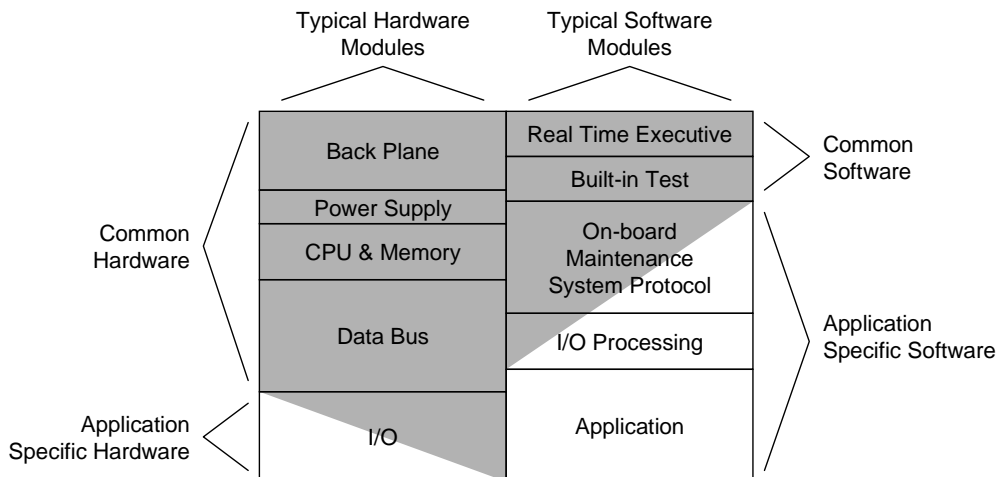 Typical Hardware
Modules
Typical Software
Modules
Back Plane
Power Supply
CPU & Memory
Data Bus
I/O
Real Time Executive
Built-in Test
On-board
Maintenance
System Protocol
I/O Processing
Application
Common
Hardware
Application
Specific Hardware
Common
Software
Application
Specific Software